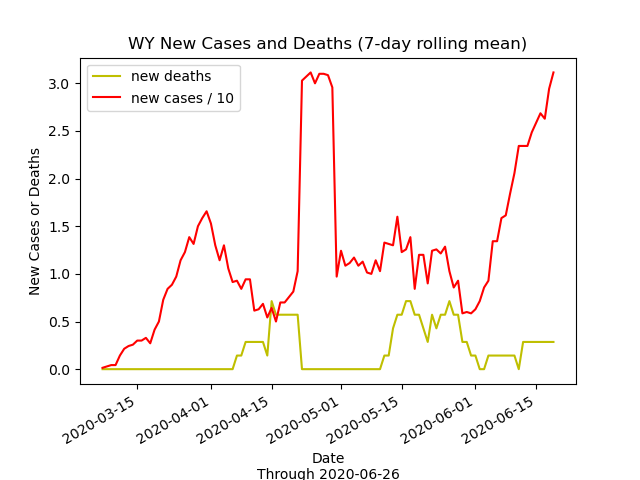 WY New Cases and Deaths (7-day rolling mean)
new deaths
new cases / 10
New Cases or Deaths
3.0
2.5
2.0
1.5
1.0
0.5
0.0
2020-03-15
2020-04-01
2020-04-15
2020-05-01
2020-05-15
2020-06-01
2020-06-15
Date
Through 2020-06-26